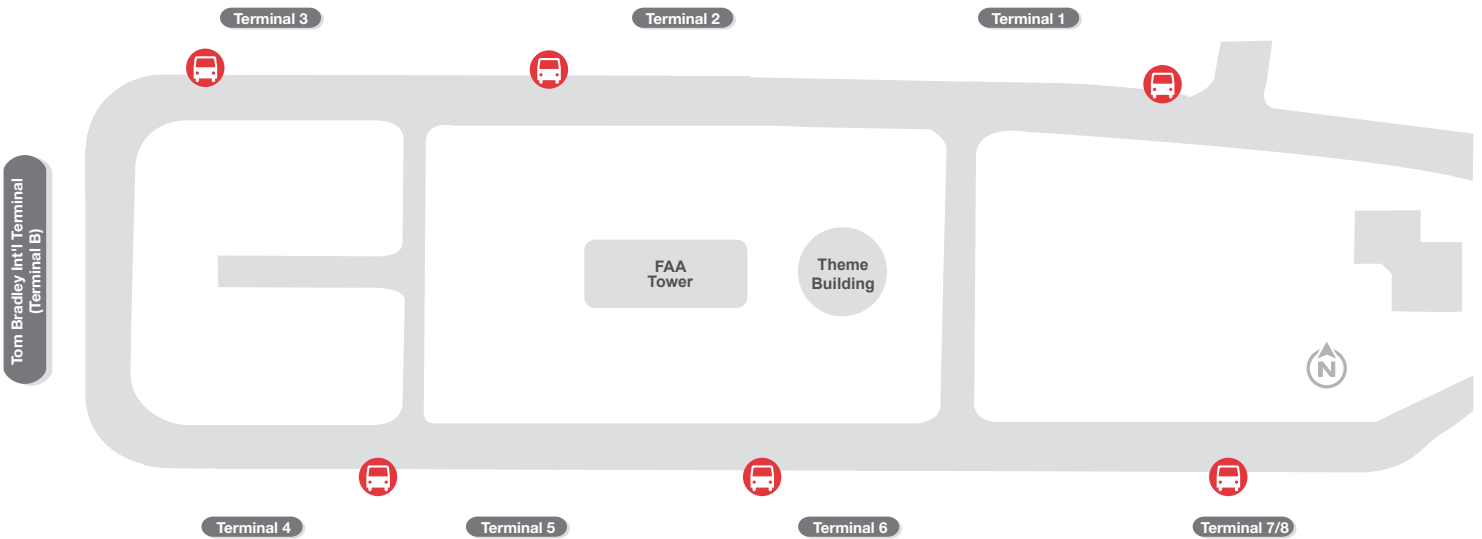 Terminal 3
Terminal 2
Terminal 1
Tom Bradley Int'l Terminal
(Terminal B)
FAA
Tower
Theme
Building
N
Terminal 4
Terminal 5
Terminal 6
Terminal 7/8